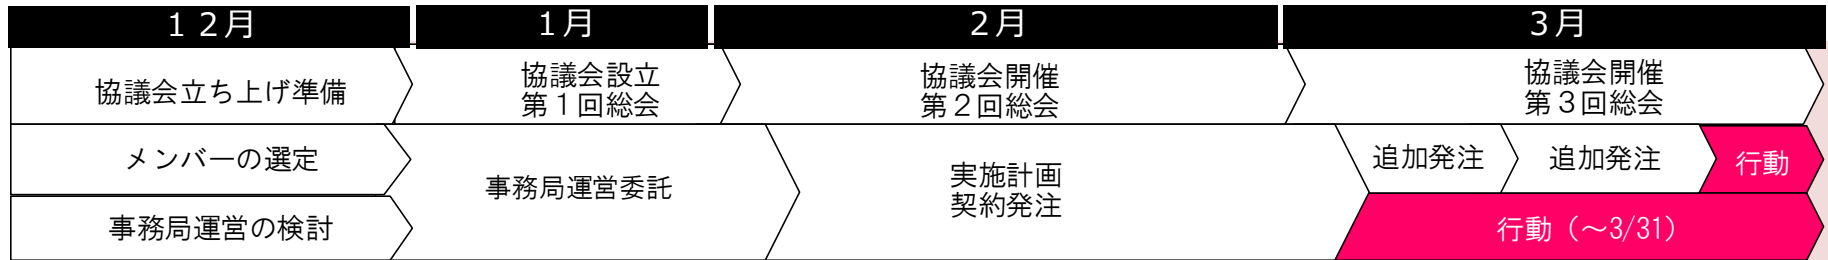 １２月
１月
２月
３月
協議会立ち上げ準備
協議会設立
第１回総会
協議会開催
第２回総会
協議会開催
第３回総会
メンバーの選定
事務局運営の検討
事務局運営委託
実施計画
契約発注
追加発注
追加発注
行動
行動（～3/31）